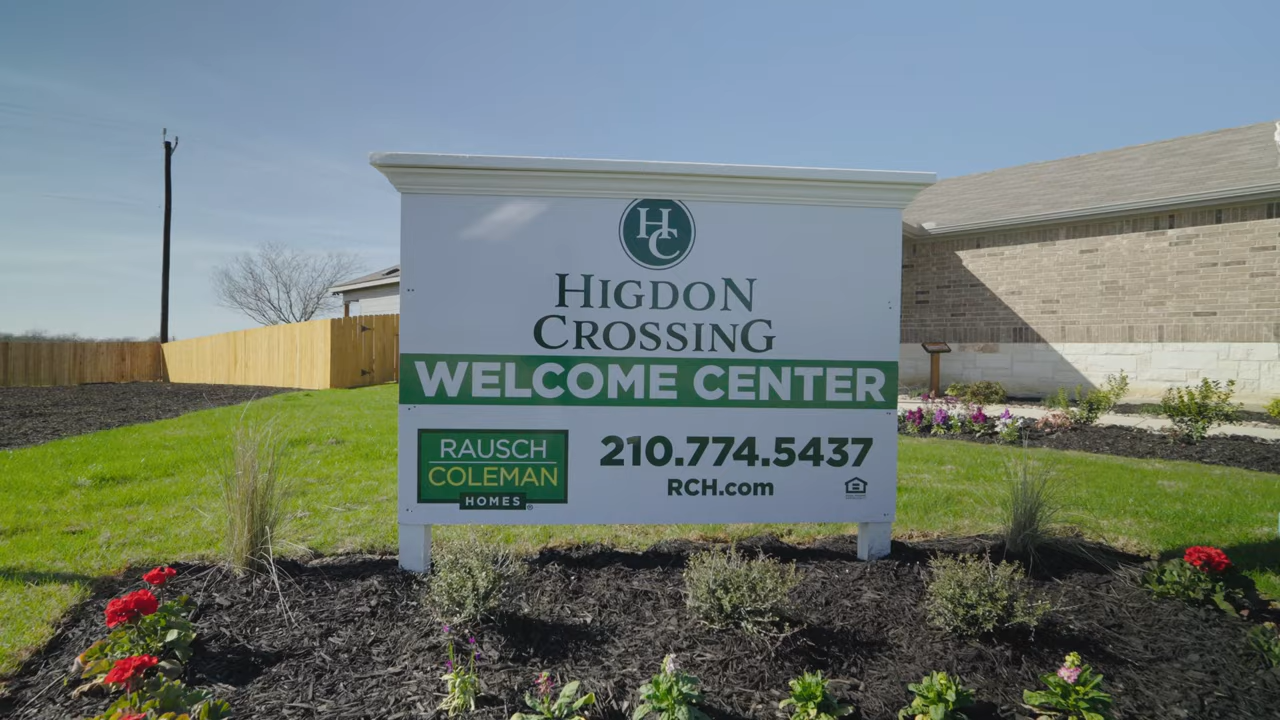 HC
HIGDON
CROSSING
WELCOME CENTER
RAUSCH
COLEMAN
HOMES®
210.774.5437
RCH.com